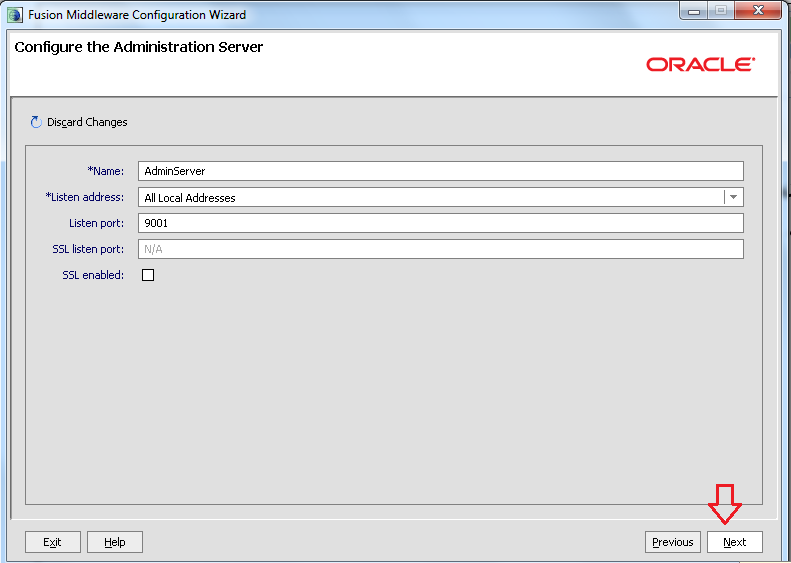 Fusion Middleware Configuration Wizard
Configure the Administration Server
ORACLE®
Discard Changes
*Name: AdminServer
*Listen address: All Local Addresses
Listen port: 9001
SSL listen port: N/A
SSL enabled:
Exit Help Previous Next